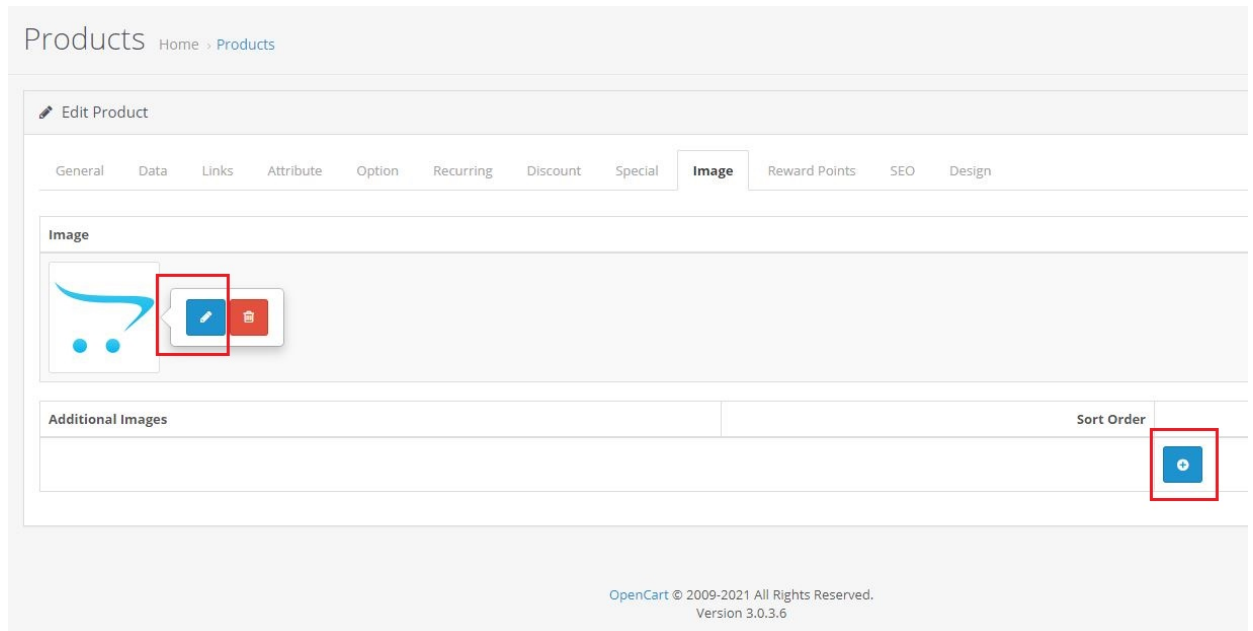 Products Home › Products
Edit Product
General Data Links Attribute Option Recurring Discount Special Image Reward Points SEO Design
Image
Additional Images Sort Order
OpenCart © 2009-2021 All Rights Reserved.
Version 3.0.3.6